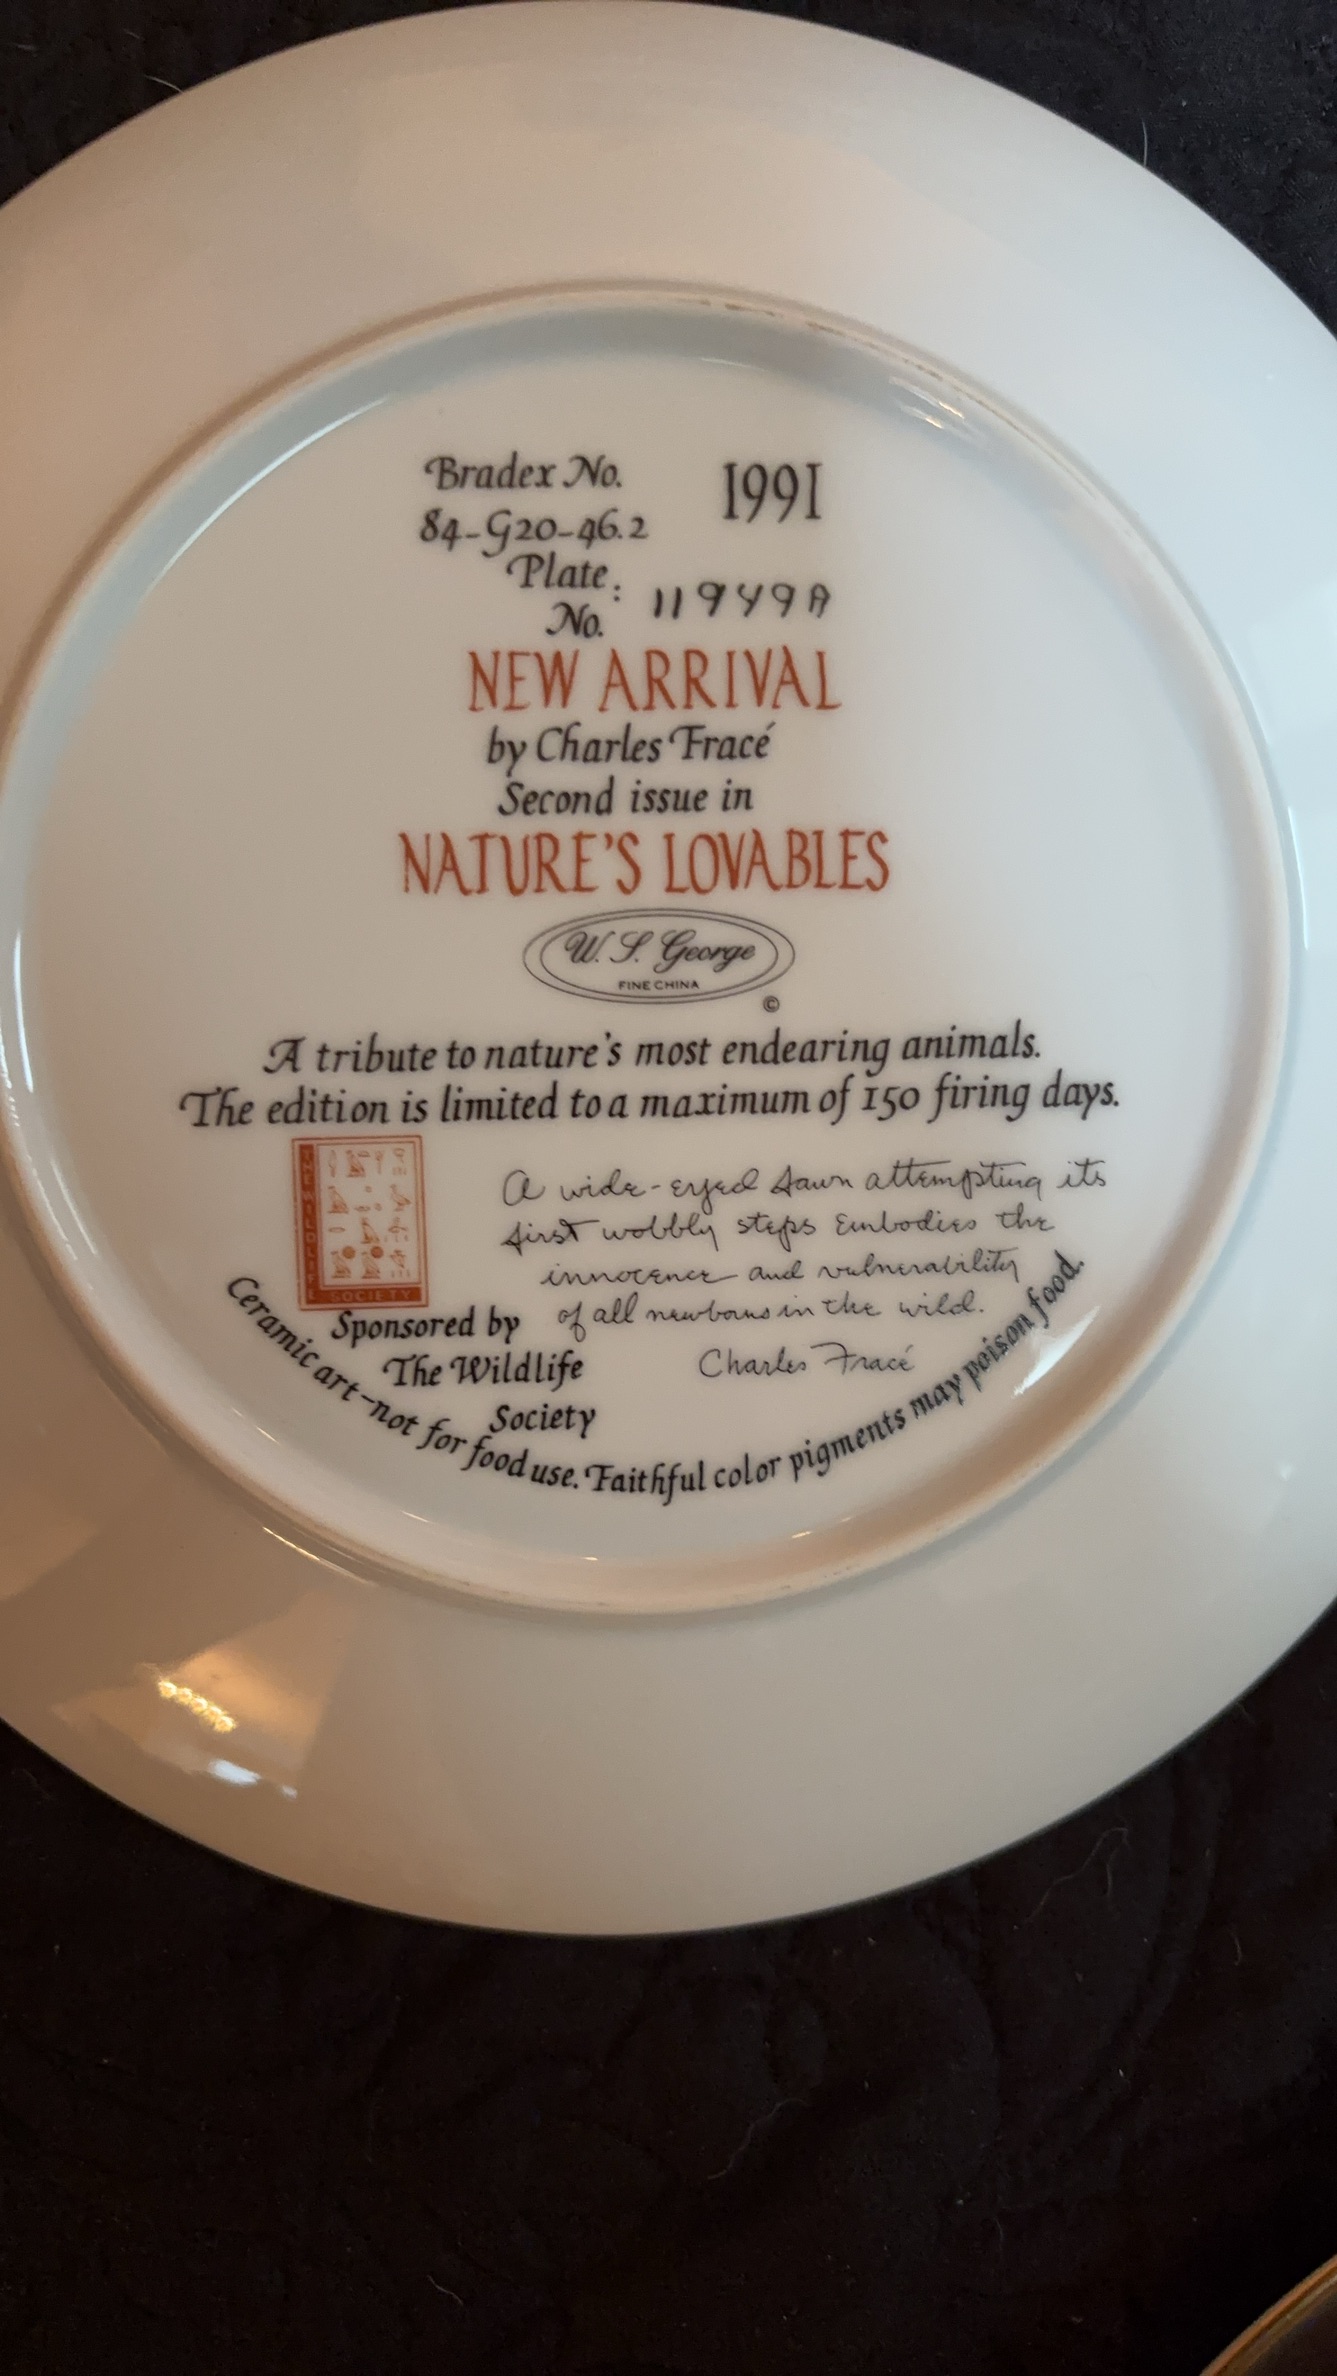 Bradex No.
84-G20-46.2
1991
Plate No.: 11949A
NEW ARRIVAL
by Charles Fracé
Second issue in
NATURE'S LOVABLES
W. S. George
FINE CHINA
©
A tribute to nature's most endearing animals.
The edition is limited to a maximum of 150 firing days.
THE WILDLIFE
SOCIETY
Sponsored by
The Wildlife
Society
A wide-eyed fawn attempting its
first wobbly steps embodies the
innocence and vulnerability
of all newborns in the wild.
Charles Fracé
Ceramic art–not for food use. Faithful color pigments may poison food.